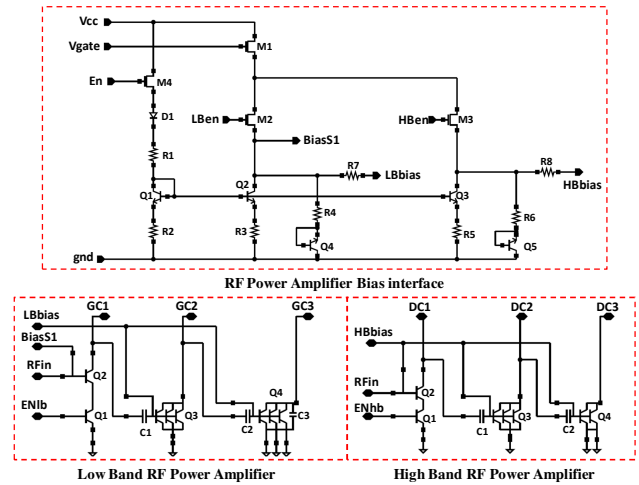 Vcc
Vgate
M1
En
M4
D1
LBen
M2
HBen
M3
BiasS1
R1
R7
LBbias
R8
HBbias
Q1
Q2
Q3
R4
R6
R2
R3
R5
Q4
Q5
gnd
RF Power Amplifier Bias interface
GC1
GC2
GC3
LBbias
BiasS1
RFin
Q2
Q4
ENlb
Q1
Q3
C3
C1
C2
Low Band RF Power Amplifier
DC1
DC2
DC3
HBbias
RFin
Q2
ENhb
Q1
Q3
Q4
C1
C2
High Band RF Power Amplifier